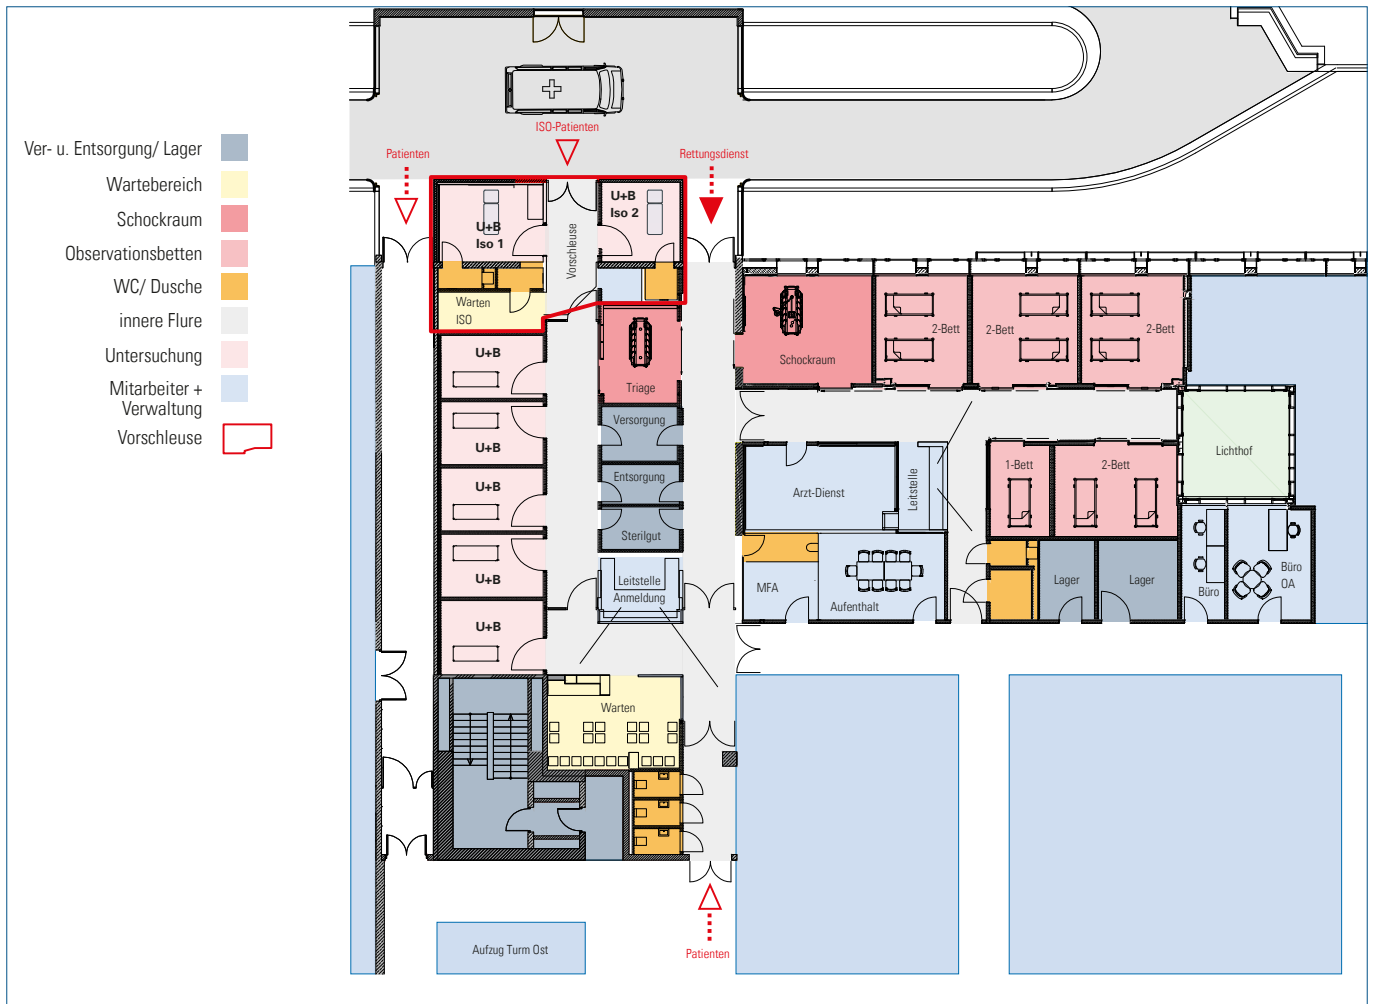 Ver- u. Entsorgung/ Lager
Wartebereich
Schockraum
Observationsbetten
WC/ Dusche
innere Flure
Untersuchung
Mitarbeiter +
Verwaltung
Vorschleuse
ISO-Patienten
Patienten
Rettungsdienst
U+B
Iso 1
Vorschleuse
U+B
Iso 2
Warten
ISO
U+B
U+B
U+B
U+B
U+B
Triage
Versorgung
Entsorgung
Sterilgut
Leitstelle
Anmeldung
Warten
Schockraum
2-Bett
2-Bett
2-Bett
Lichthof
Arzt-Dienst
Leitstelle
1-Bett
2-Bett
MFA
Aufenthalt
Lager
Lager
Büro
Büro
OA
Patienten
Aufzug Turm Ost